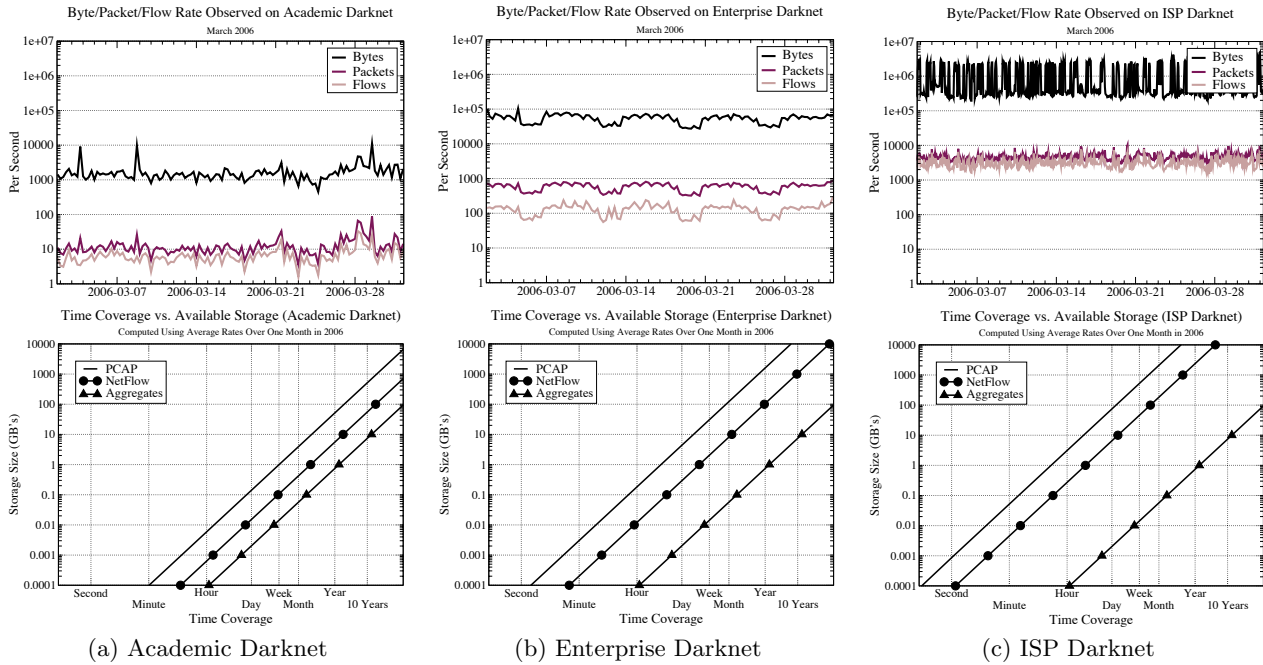 Byte/Packet/Flow Rate Observed on Academic Darknet
March 2006
1e+07
1e+06
1e+05
10000
1000
100
10
1
Per Second
Bytes
Packets
Flows
2006-03-07
2006-03-14
2006-03-21
2006-03-28
Time Coverage vs. Available Storage (Academic Darknet)
Computed Using Average Rates Over One Month in 2006
10000
1000
100
10
1
0.1
0.01
0.001
0.0001
Storage Size (GB's)
PCAP
NetFlow
Aggregates
Second
Minute
Hour
Day
Week
Month
Year
10 Years
Time Coverage
(a) Academic Darknet
Byte/Packet/Flow Rate Observed on Enterprise Darknet
March 2006
1e+07
1e+06
1e+05
10000
1000
100
10
1
Per Second
Bytes
Packets
Flows
2006-03-07
2006-03-14
2006-03-21
2006-03-28
Time Coverage vs. Available Storage (Enterprise Darknet)
Computed Using Average Rates Over One Month in 2006
10000
1000
100
10
1
0.1
0.01
0.001
0.0001
Storage Size (GB's)
PCAP
NetFlow
Aggregates
Second
Minute
Hour
Day
Week
Month
Year
10 Years
Time Coverage
(b) Enterprise Darknet
Byte/Packet/Flow Rate Observed on ISP Darknet
March 2006
1e+07
1e+06
1e+05
10000
1000
100
10
1
Per Second
Bytes
Packets
Flows
2006-03-07
2006-03-14
2006-03-21
2006-03-28
Time Coverage vs. Available Storage (ISP Darknet)
Computed Using Average Rates Over One Month in 2006
10000
1000
100
10
1
0.1
0.01
0.001
0.0001
Storage Size (GB's)
PCAP
NetFlow
Aggregates
Second
Minute
Hour
Day
Week
Month
Year
10 Years
Time Coverage
(c) ISP Darknet